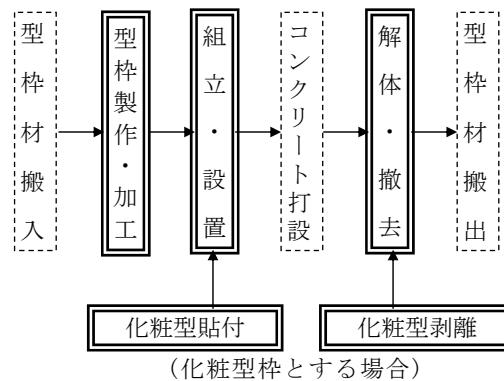 型枠材搬入
型枠製作・加工
組立・設置
コンクリート打設
解体・撤去
型枠材搬出
化粧型貼付
化粧型剥離
（化粧型枠とする場合）